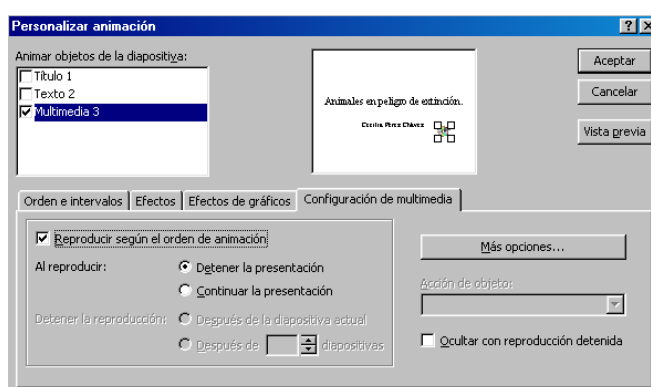 Personalizar animación
Animar objetos de la diapositiva:
Título 1
Texto 2
Multimedia 3
Animales en peligro de extinción.
Cecilia Pérez Chávez
Aceptar
Cancelar
Vista previa
Orden e intervalos
Efectos
Efectos de gráficos
Configuración de multimedia
Reproducir según el orden de animación
Al reproducir:
Detener la presentación
Continuar la presentación
Detener la reproducción:
Después de la diapositiva actual
Después de
diapositivas
Más opciones...
Acción de objeto:
Ocultar con reproducción detenida